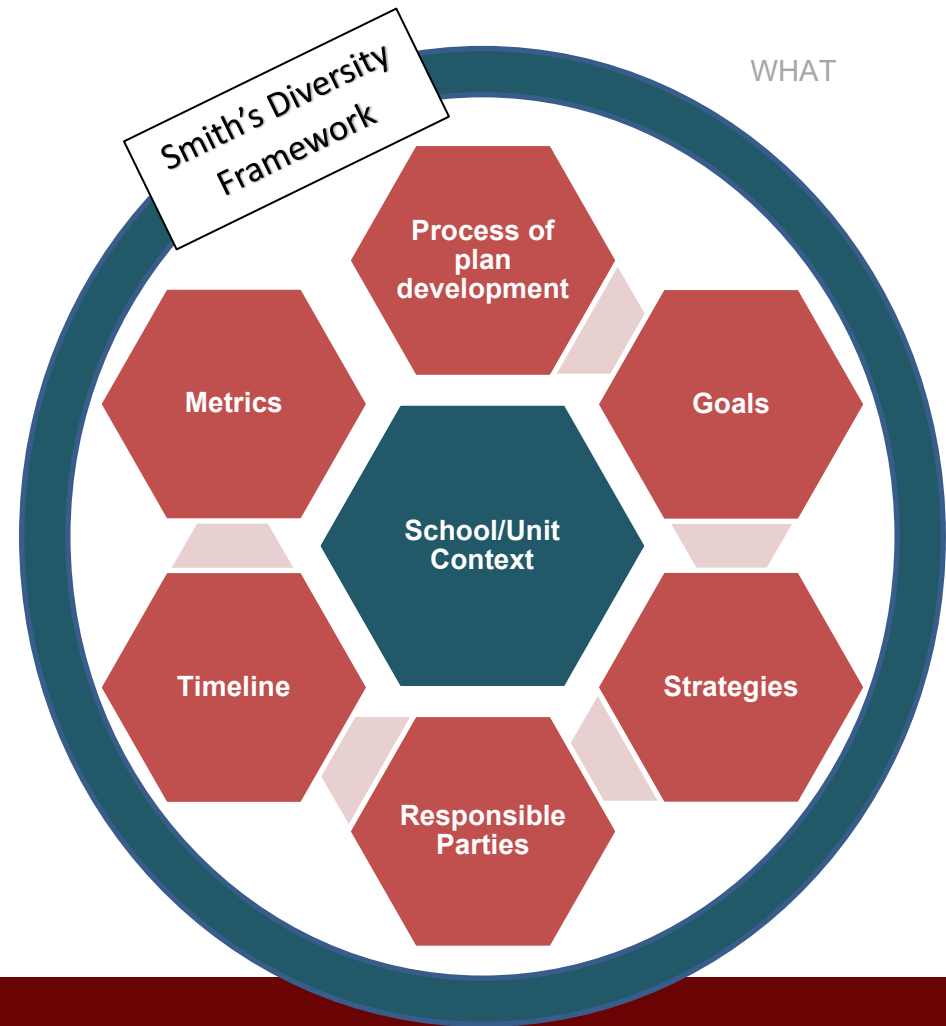 Smith’s Diversity
Framework
WHAT
Process of
plan
development
Goals
Metrics
School/Unit
Context
Strategies
Timeline
Responsible
Parties